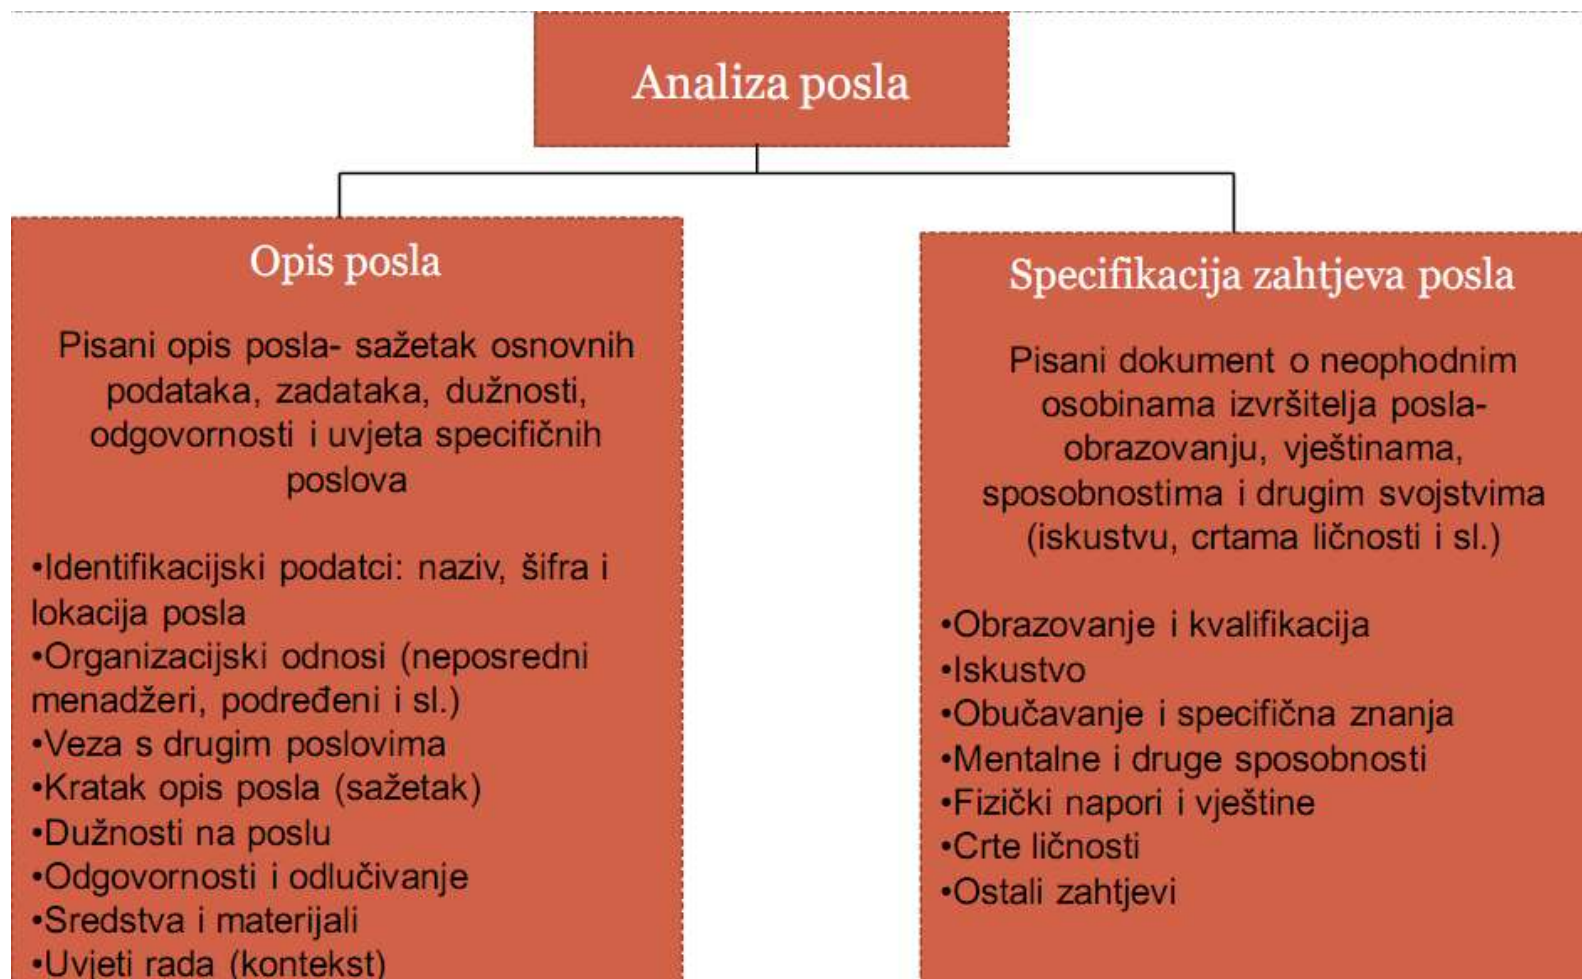 Analiza posla
Opis posla
Pisani opis posla- sažetak osnovnih
podataka, zadataka, dužnosti,
odgovornosti i uvjeta specifičnih
poslova
•Identifikacijski podatci: naziv, šifra i
lokacija posla
•Organizacijski odnosi (neposredni
menadžeri, podređeni i sl.)
•Veza s drugim poslovima
•Kratak opis posla (sažetak)
•Dužnosti na poslu
•Odgovornosti i odlučivanje
•Sredstva i materijali
•Uvjeti rada (kontekst)
Specifikacija zahtjeva posla
Pisani dokument o neophodnim
osobinama izvršitelja posla-
obrazovanju, vještinama,
sposobnostima i drugim svojstvima
(iskustvu, crtama ličnosti i sl.)
•Obrazovanje i kvalifikacija
•Iskustvo
•Obučavanje i specifična znanja
•Mentalne i druge sposobnosti
•Fizički napori i vještine
•Crte ličnosti
•Ostali zahtjevi